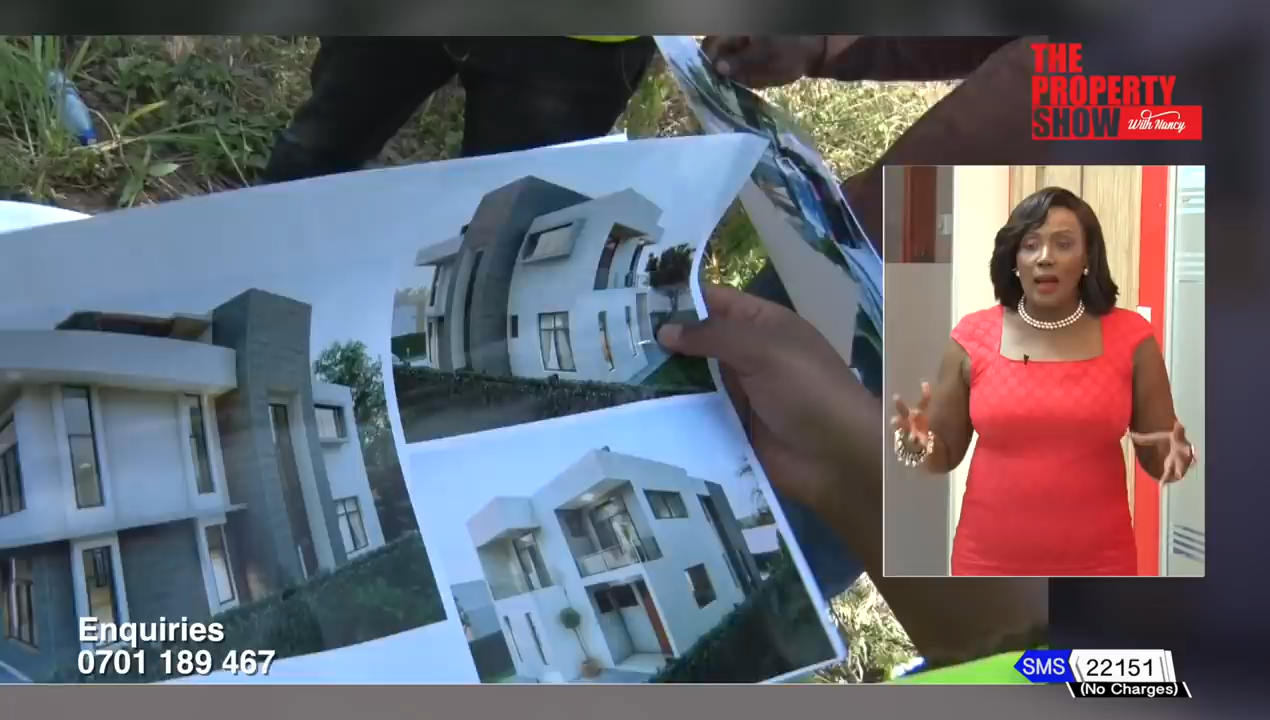 THE
PROPERTY
SHOW With Nancy
Enquiries
0701 189 467
SMS 22151
(No Charges)